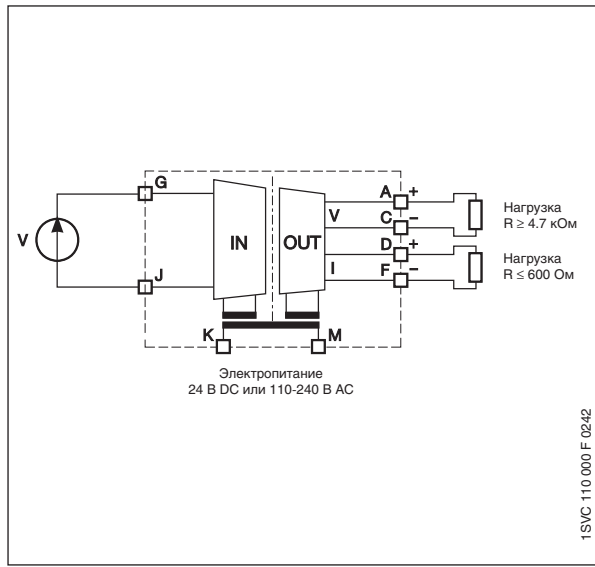 G
A +
V
C −
V
IN
OUT
D +
I
F −
J
K
M
Нагрузка
R ≥ 4.7 кОм
Нагрузка
R ≤ 600 Ом
Электропитание
24 В DC или 110-240 В AC
1SVC 110 000 F 0242